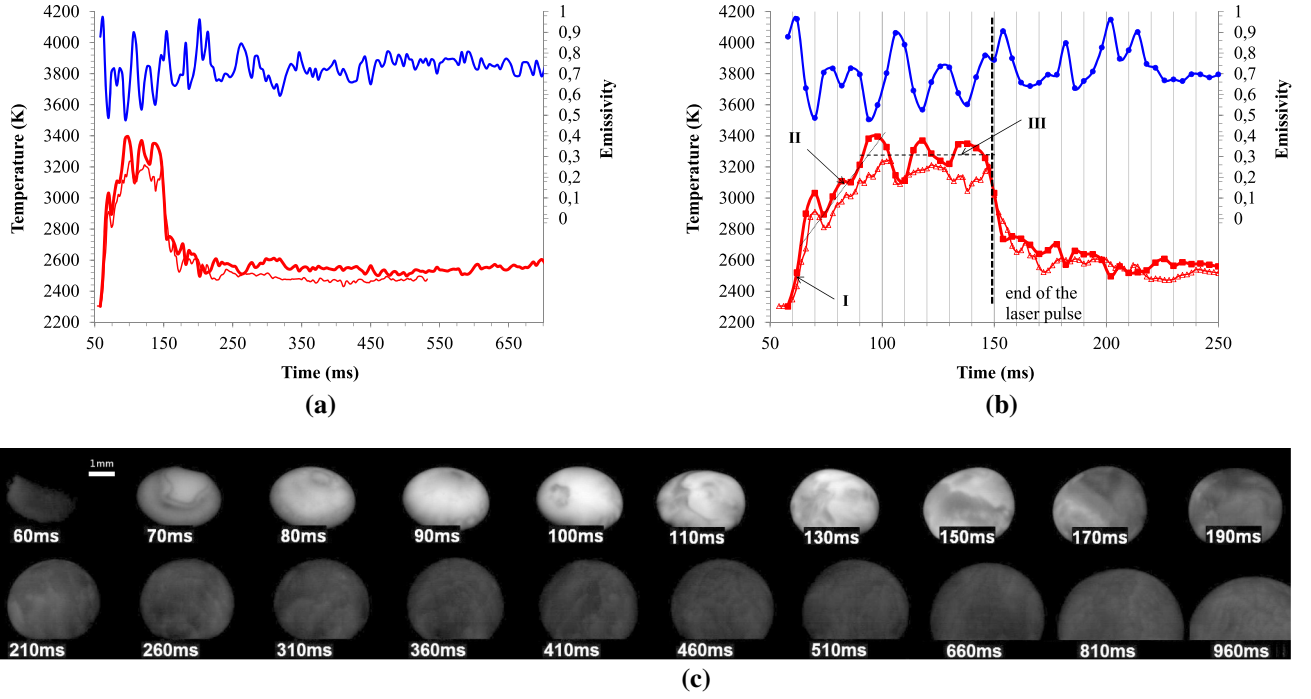 4200
4000
3800
3600
3400
3200
3000
2800
2600
2400
2200
Temperature (K)
1
0,9
0,8
0,7
0,6
0,5
0,4
0,3
0,2
0,1
0
Emissivity
50 150 250 350 450 550 650
Time (ms)
(a)
4200
4000
3800
3600
3400
3200
3000
2800
2600
2400
2200
Temperature (K)
1
0,9
0,8
0,7
0,6
0,5
0,4
0,3
0,2
0,1
0
Emissivity
II
III
I
end of the
laser pulse
50 100 150 200 250
Time (ms)
(b)
1mm
60ms 70ms 80ms 90ms 100ms 110ms 130ms 150ms 170ms 190ms
210ms 260ms 310ms 360ms 410ms 460ms 510ms 660ms 810ms 960ms
(c)